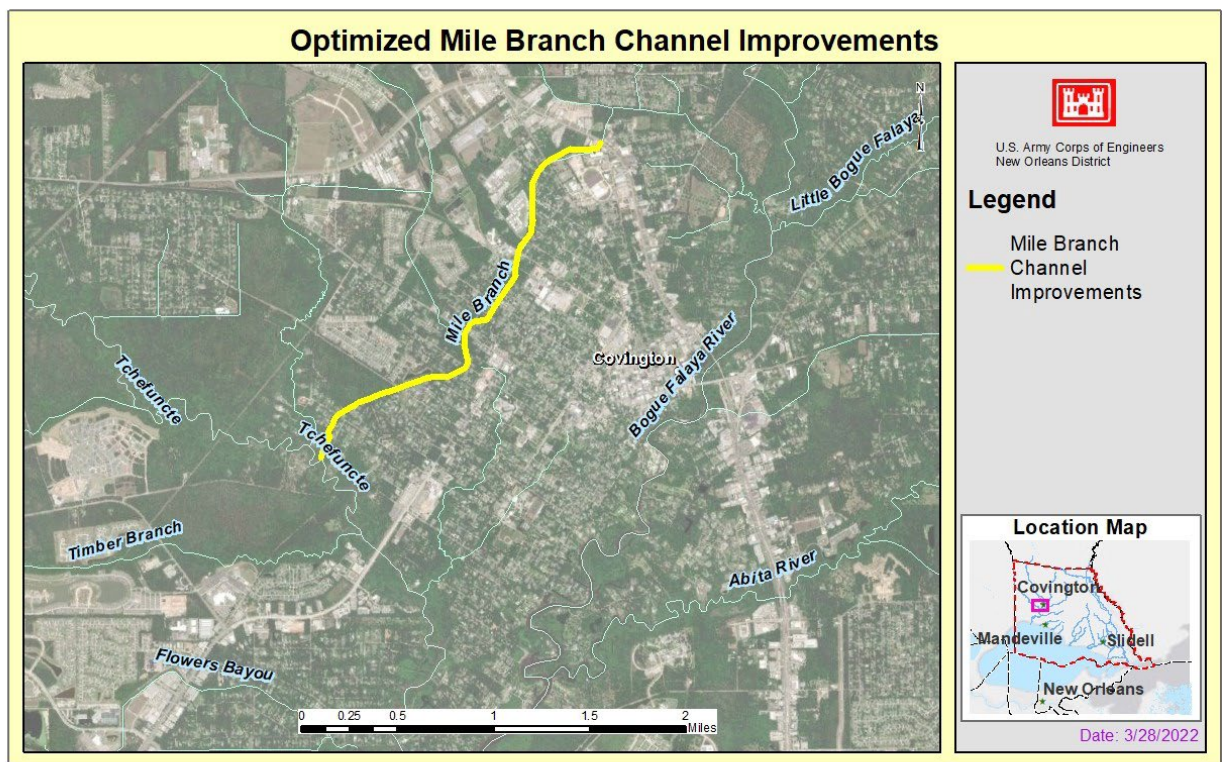 Optimized Mile Branch Channel Improvements
N
Little Bogue Falaya
Mile Branch
Covington
Bogue Falaya River
Tchefuncte
Tchefuncte
Timber Branch
Abita River
Flowers Bayou
0 0.25 0.5 1 1.5 2
Miles
U.S. Army Corps of Engineers
New Orleans District
Legend
Mile Branch
Channel
Improvements
Location Map
Covington
Mandeville
Slidell
New Orleans
Date: 3/28/2022